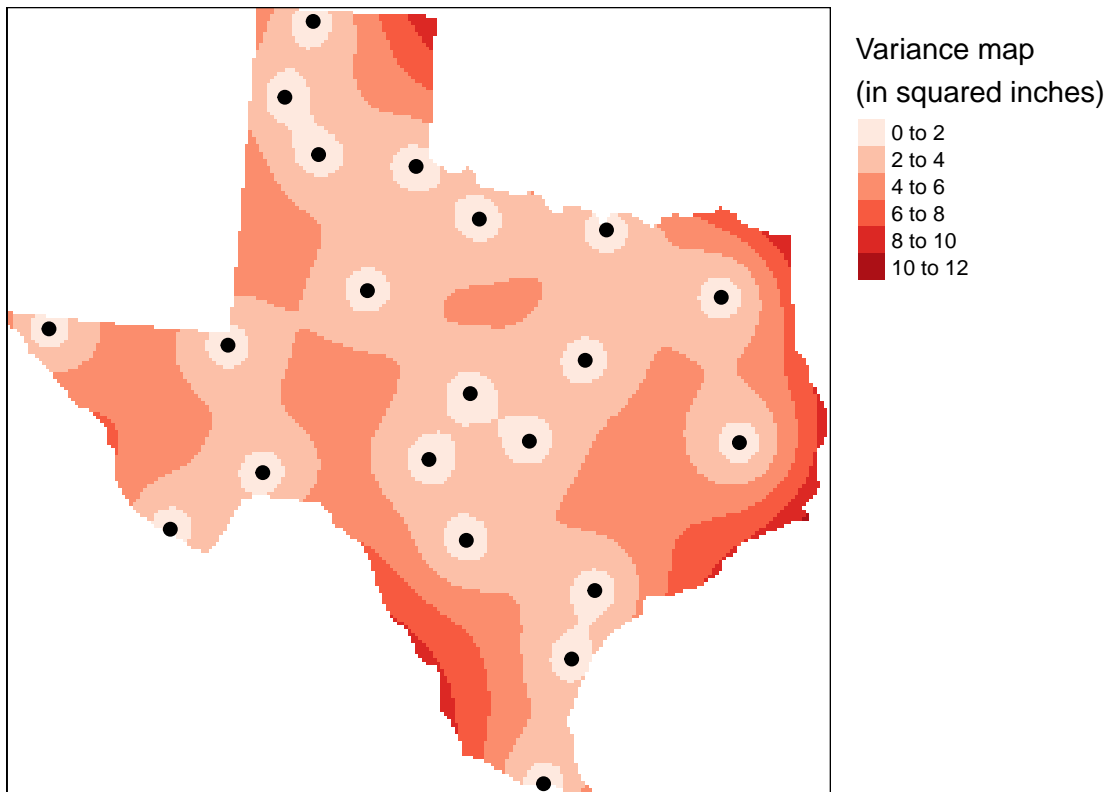 Variance map
(in squared inches)
0 to 2
2 to 4
4 to 6
6 to 8
8 to 10
10 to 12